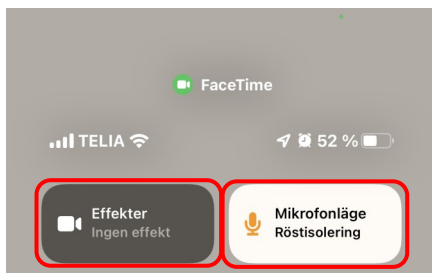 FaceTime
TELIA 52 %
Effekter
Ingen effekt
Mikrofonläge
Röstisolering